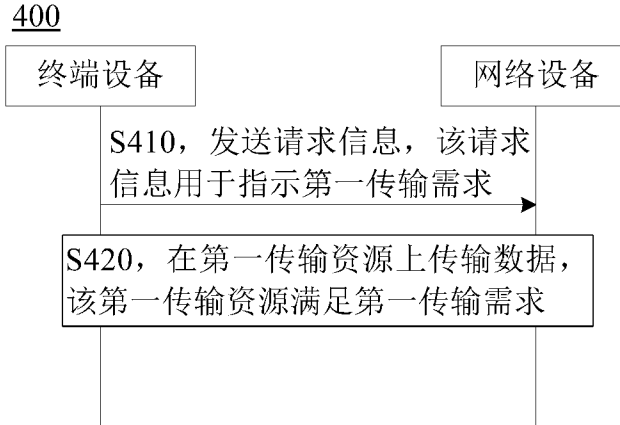 400
终端设备
网络设备
S410，发送请求信息，该请求
信息用于指示第一传输需求
S420，在第一传输资源上传输数据，
该第一传输资源满足第一传输需求